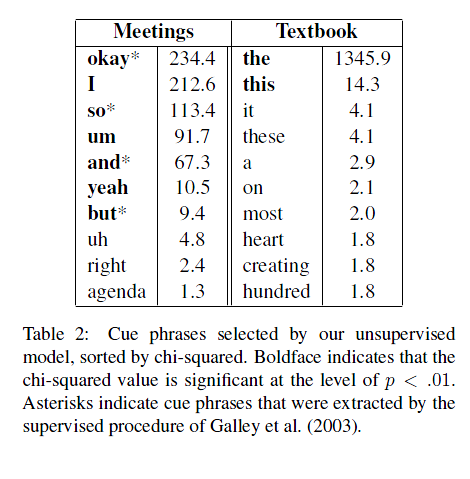 Meetings Textbook
okay* 234.4 the 1345.9
I 212.6 this 14.3
so* 113.4 it 4.1
um 91.7 these 4.1
and* 67.3 a 2.9
yeah 10.5 on 2.1
but* 9.4 most 2.0
uh 4.8 heart 1.8
right 2.4 creating 1.8
agenda 1.3 hundred 1.8
Table 2: Cue phrases selected by our unsupervised
model, sorted by chi-squared. Boldface indicates that the
chi-squared value is significant at the level of p < .01.
Asterisks indicate cue phrases that were extracted by the
supervised procedure of Galley et al. (2003).